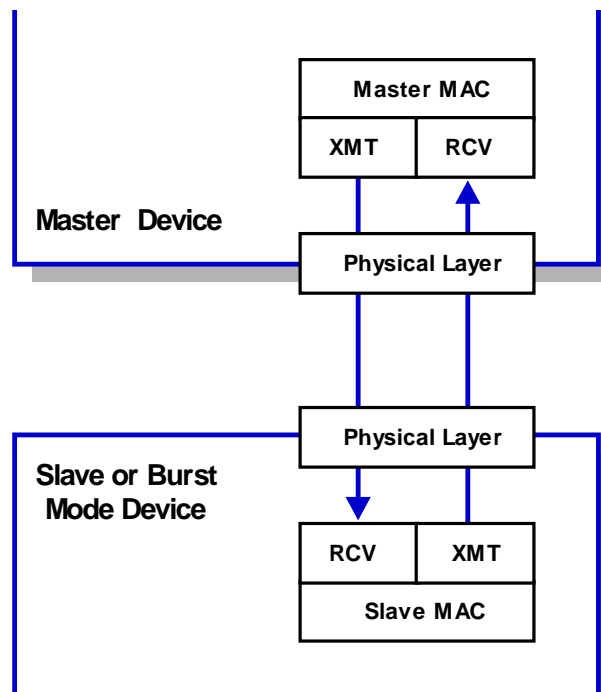 Master MAC
XMT
RCV
Master Device
Physical Layer
Physical Layer
Slave or Burst
Mode Device
RCV
XMT
Slave MAC